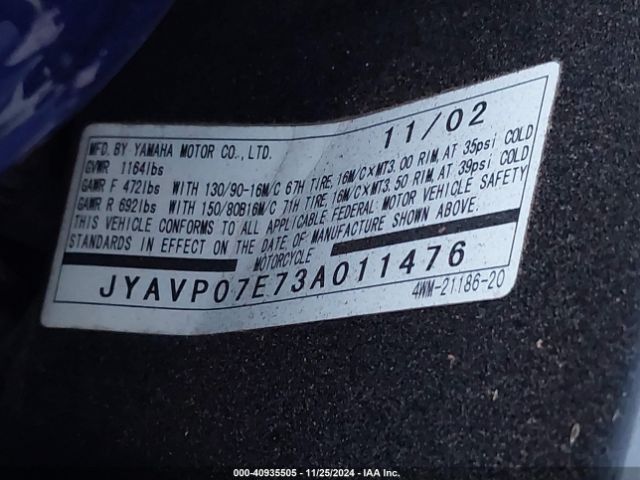 11/02
MFD. BY YAMAHA MOTOR CO., LTD.
GVWR 1164lbs
GAWR F 472lbs WITH 130/90-16M/C 67H TIRE, 16M/C×MT3.00 RIM, AT 35psi COLD
GAWR R 692lbs WITH 150/80B16M/C 71H TIRE, 16M/C×MT3.50 RIM, AT 39psi COLD
THIS VEHICLE CONFORMS TO ALL APPLICABLE FEDERAL MOTOR VEHICLE SAFETY
STANDARDS IN EFFECT ON THE DATE OF MANUFACTURE SHOWN ABOVE.
MOTORCYCLE
JYAVP07E73A011476
4WM-21186-20
000-40935505 - 11/25/2024 - IAA Inc.